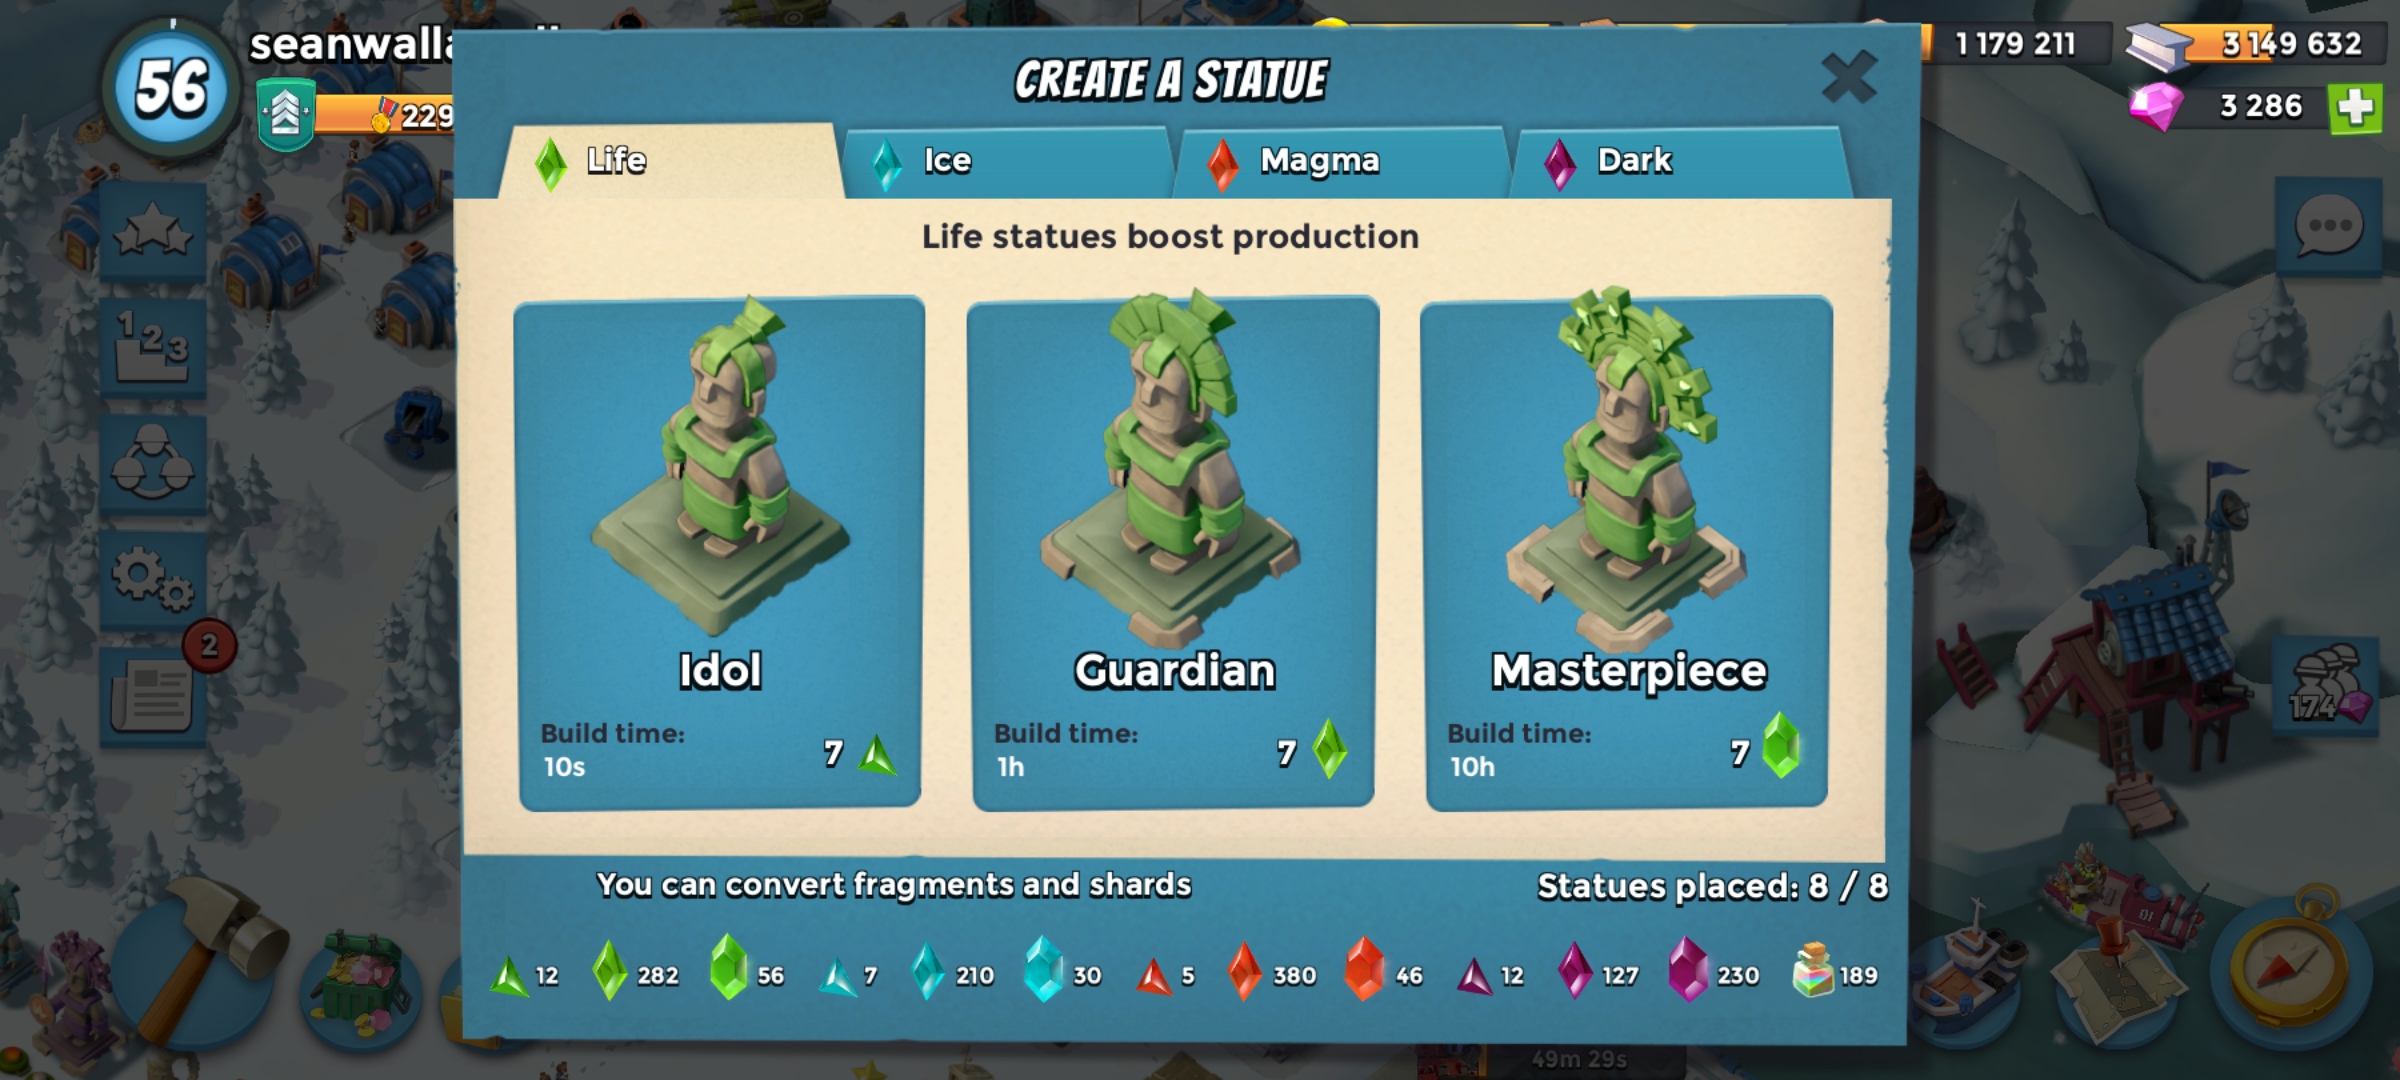 56
CREATE A STATUE
1 179 211
3 149 632
229
3 286
Life
Ice
Magma
Dark
Life statues boost production
1 2 3
Idol
Guardian
Masterpiece
2
Build time:
10s
7
Build time:
1h
7
Build time:
10h
7
174
You can convert fragments and shards
Statues placed: 8 / 8
12
282
56
7
210
30
5
380
46
12
127
230
189
49m 29s